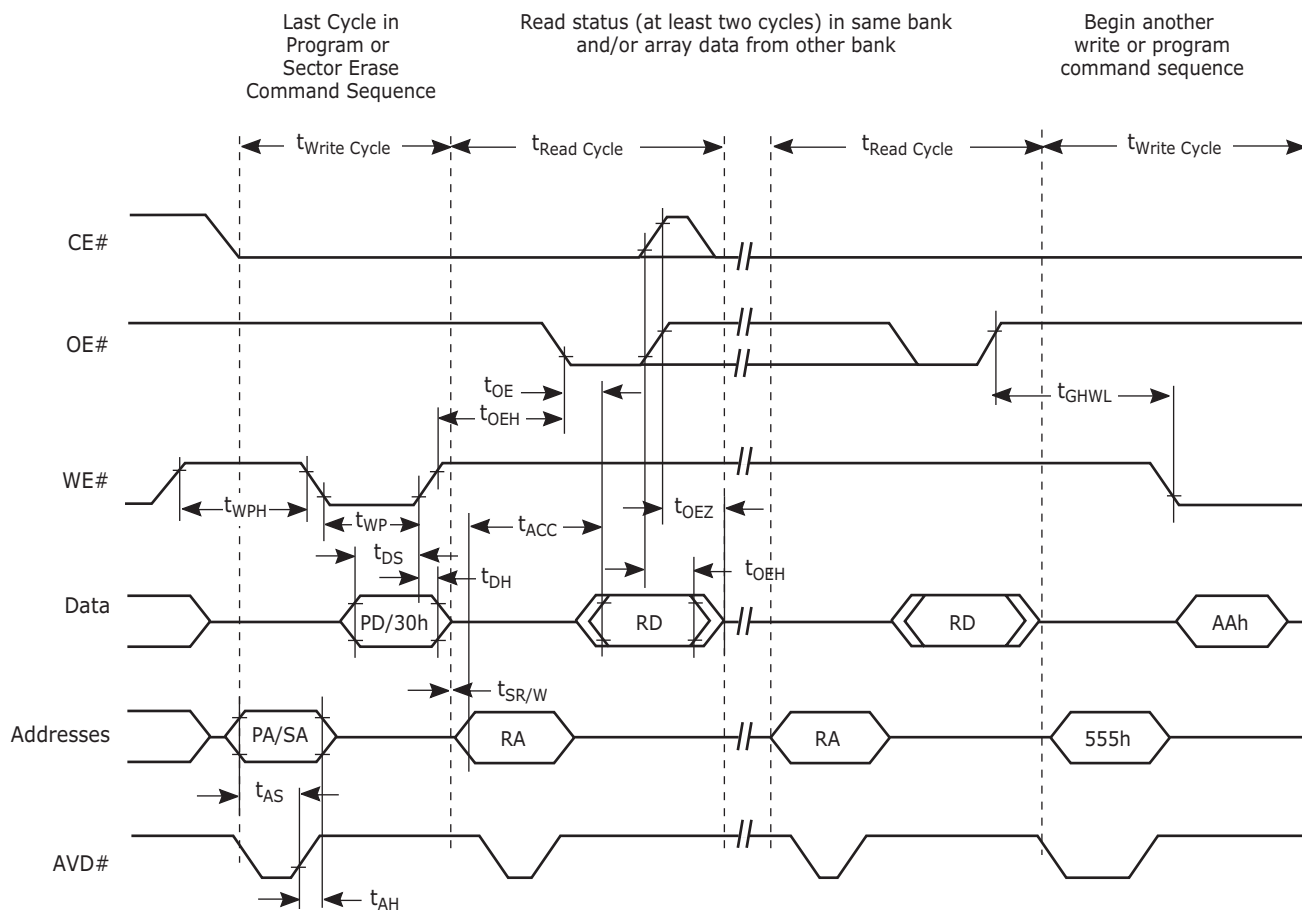 Last Cycle in
Program or
Sector Erase
Command Sequence
Read status (at least two cycles) in same bank
and/or array data from other bank
Begin another
write or program
command sequence
tWrite Cycle
tRead Cycle
tRead Cycle
tWrite Cycle
CE#
OE#
tOE
tOEH
tGHWL
WE#
tWPH
tWP
tOEZ
tACC
tDS
tOEH
tDH
Data
PD/30h
RD
RD
AAh
tSR/W
Addresses
PA/SA
RA
RA
555h
tAS
AVD#
tAH